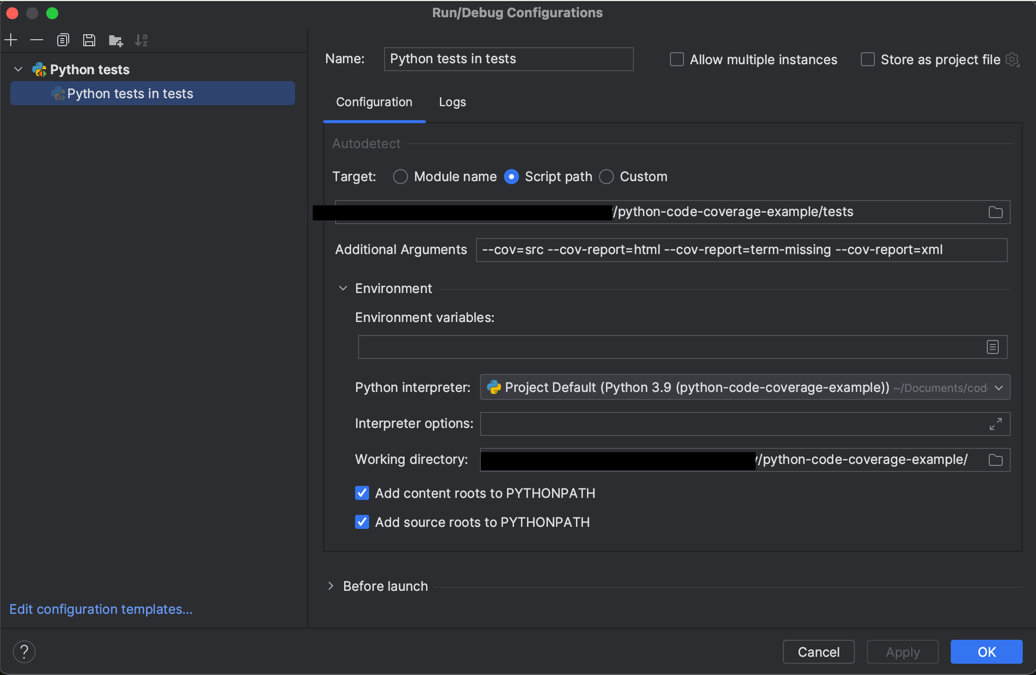 Run/Debug Configurations
Python tests
Python tests in tests
Edit configuration templates...
Name: Python tests in tests Allow multiple instances Store as project file
Configuration Logs
Autodetect
Target: Module name Script path Custom
/python-code-coverage-example/tests
Additional Arguments --cov=src --cov-report=html --cov-report=term-missing --cov-report=xml
Environment
Environment variables:
Python interpreter: Project Default (Python 3.9 (python-code-coverage-example)) ~/Documents/cod
Interpreter options:
Working directory: /python-code-coverage-example/
Add content roots to PYTHONPATH
Add source roots to PYTHONPATH
Before launch
? Cancel Apply OK